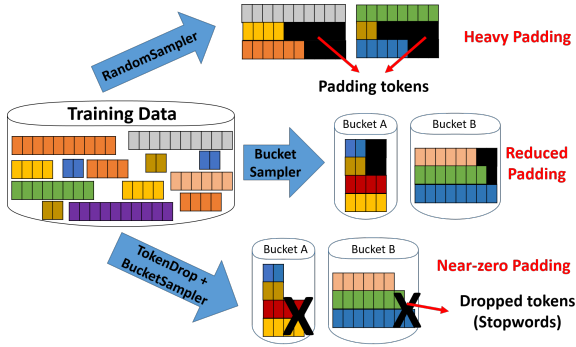 RandomSampler
Heavy Padding
Padding tokens
Training Data
Bucket
Sampler
Bucket A
Bucket B
Reduced
Padding
TokenDrop +
BucketSampler
Bucket A
Bucket B
X
X
Near-zero Padding
Dropped tokens
(Stopwords)